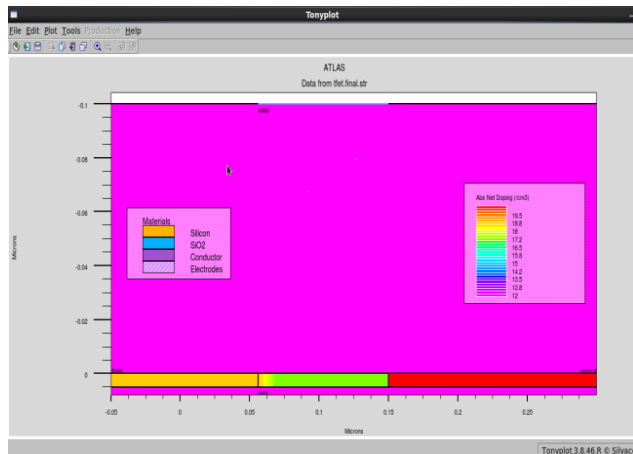 Tonyplot
File Edit Plot Tools Production Help
ATLAS
Data from tfet.final.str
-0.1
-0.08
-0.06
-0.04
-0.02
0
Microns
Materials
Silicon
SiO2
Conductor
Electrodes
Abs Net Doping (/cm3)
19.5
18.8
18
17.2
16.5
15.8
15
14.2
13.5
12.8
12
-0.05
0
0.05
0.1
0.15
0.2
0.25
Microns
Tonyplot 3.8.46.R © Silvaco